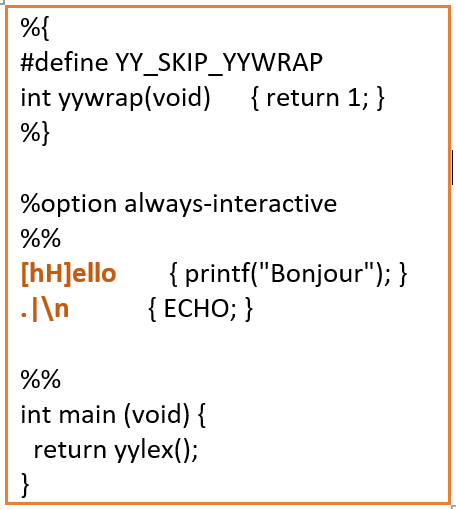 %{
#define YY_SKIP_YYWRAP
int yywrap(void)      { return 1; }
%}
%option always-interactive
%%
[hH]ello        { printf("Bonjour"); }
.|\n            { ECHO; }
%%
int main (void) {
  return yylex();
}